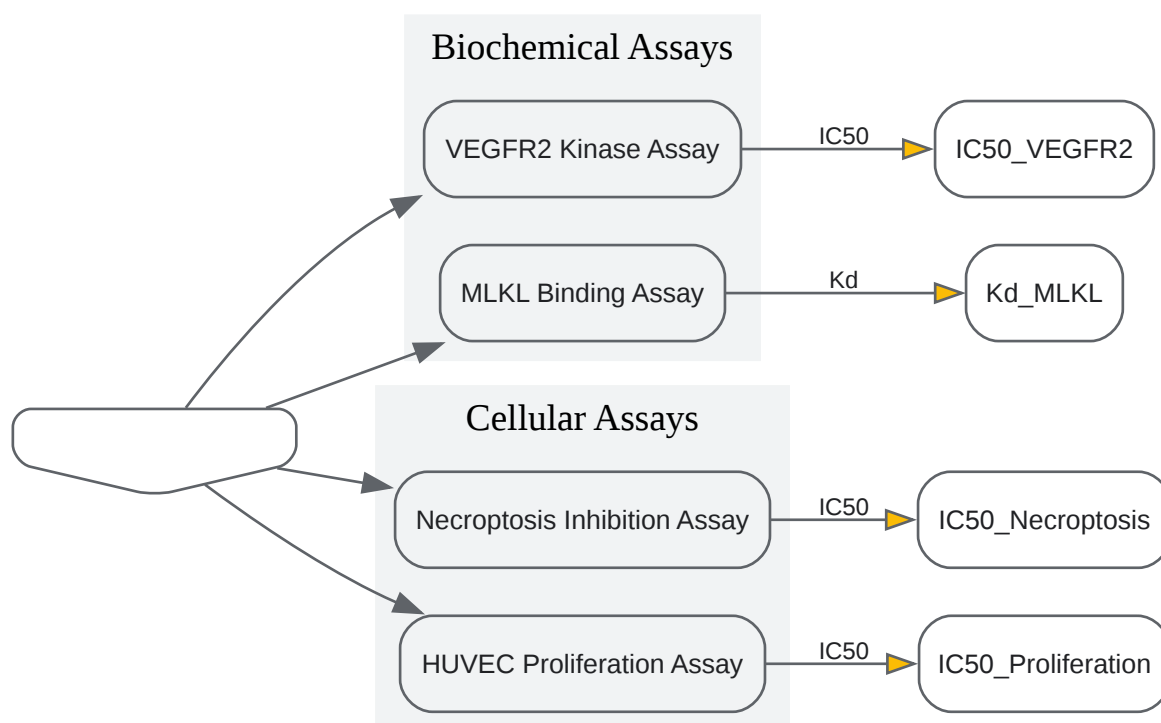 Biochemical Assays
VEGFR2 Kinase Assay
IC50
IC50_VEGFR2
MLKL Binding Assay
Kd
Kd_MLKL
Cellular Assays
Necroptosis Inhibition Assay
IC50
IC50_Necroptosis
HUVEC Proliferation Assay
IC50
IC50_Proliferation